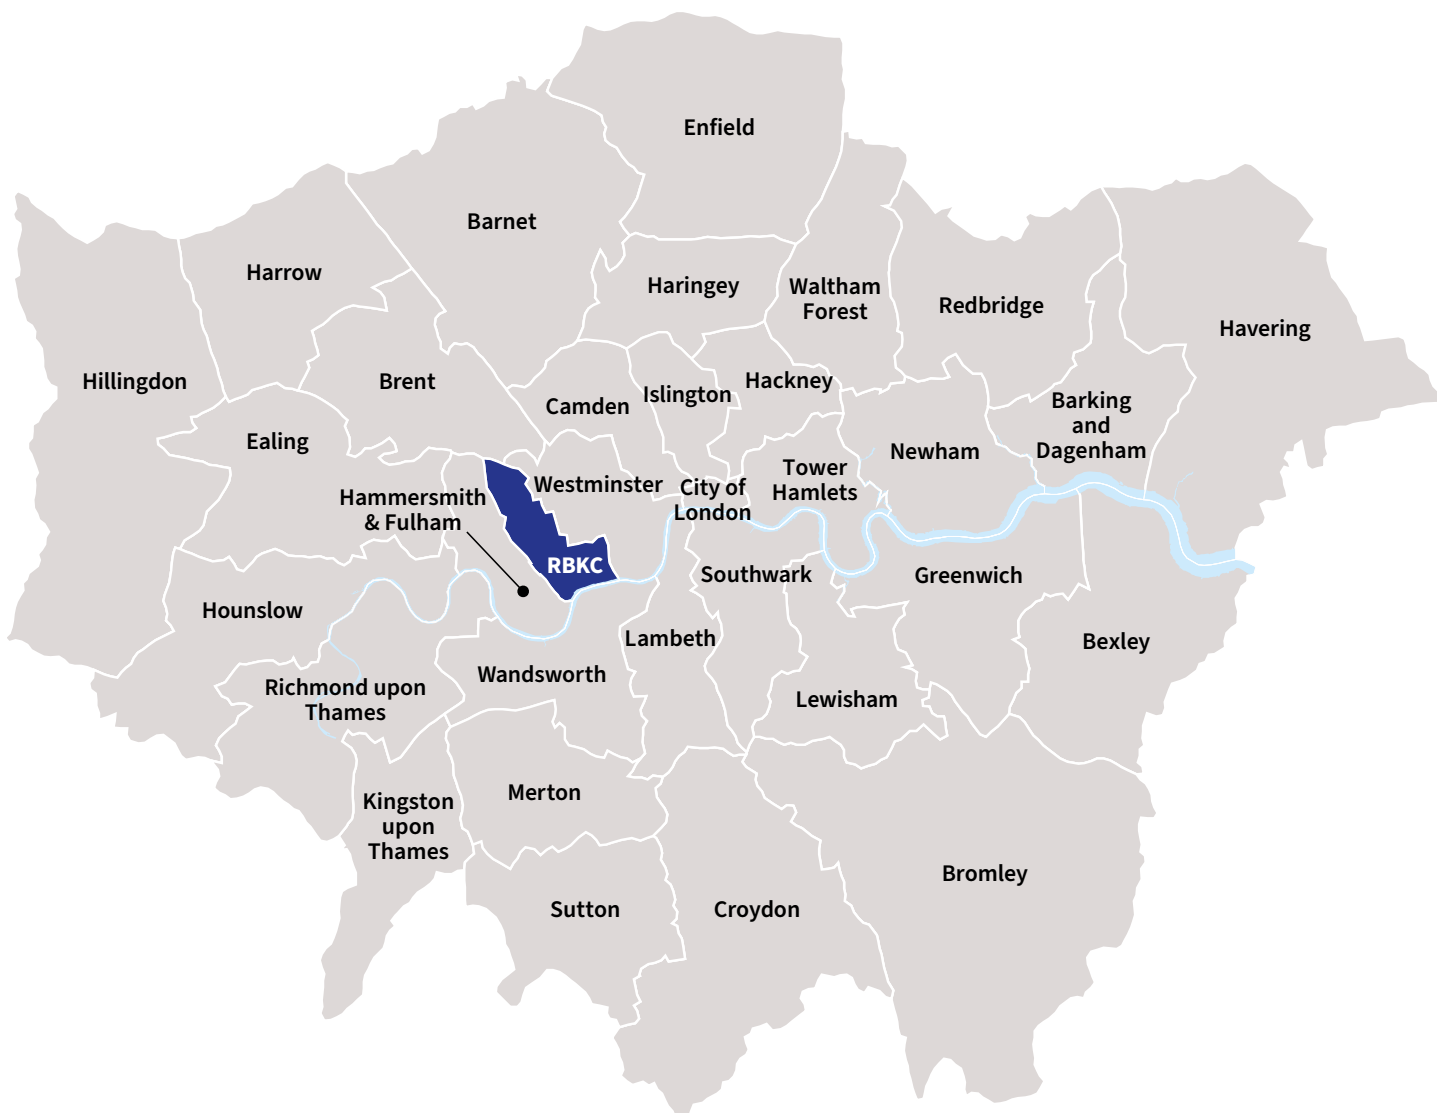 Enfield
Barnet
Harrow
Haringey
Waltham
Forest
Redbridge
Havering
Hillingdon
Brent
Camden
Islington
Hackney
Barking
and
Dagenham
Ealing
Newham
Hammersmith
& Fulham
Westminster
City of
London
Tower
Hamlets
RBKC
Southwark
Greenwich
Hounslow
Lambeth
Bexley
Wandsworth
Richmond upon
Thames
Lewisham
Merton
Kingston
upon
Thames
Bromley
Sutton
Croydon